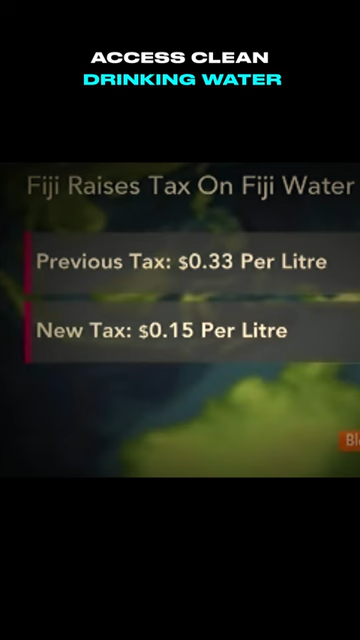 ACCESS CLEAN
DRINKING WATER
Fiji Raises Tax On Fiji Water
Previous Tax: $0.33 Per Litre
New Tax: $0.15 Per Litre